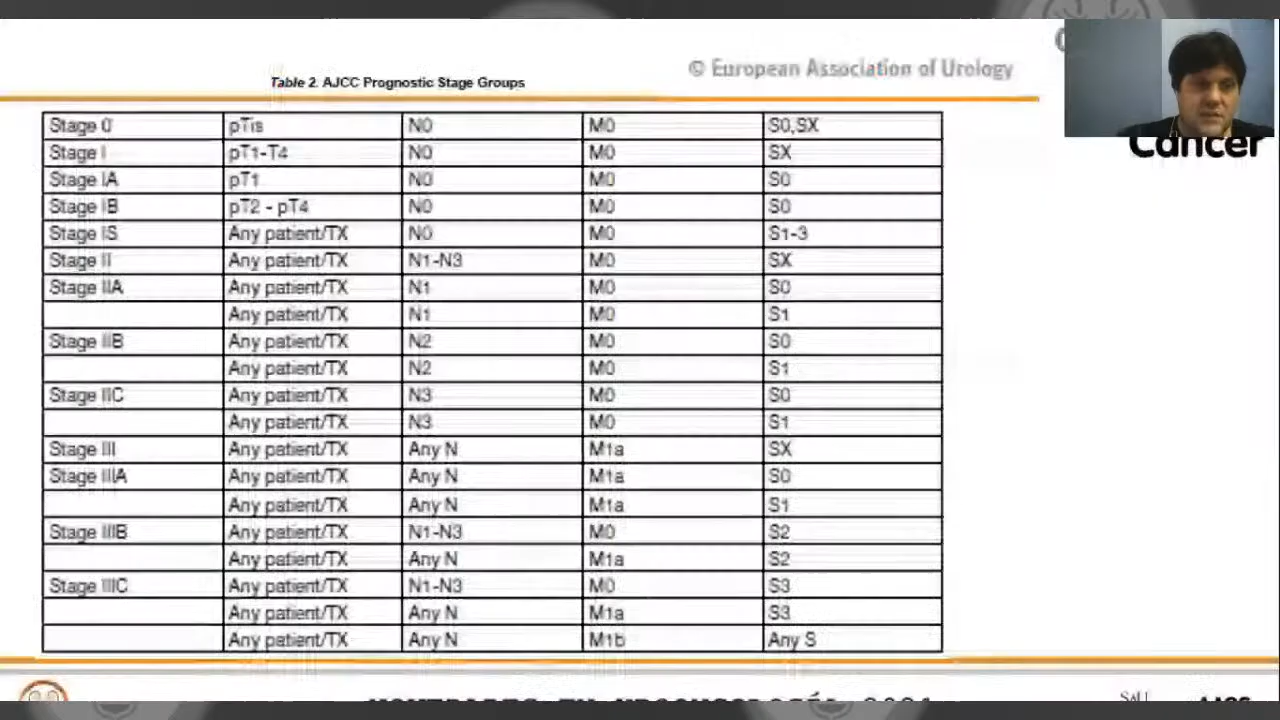 © European Association of Urology
Table 2. AJCC Prognostic Stage Groups
Cancer
Stage 0 pTis N0 M0 S0,SX
Stage I pT1-T4 N0 M0 SX
Stage IA pT1 N0 M0 S0
Stage IB pT2 - pT4 N0 M0 S0
Stage IS Any patient/TX N0 M0 S1-3
Stage II Any patient/TX N1-N3 M0 SX
Stage IIA Any patient/TX N1 M0 S0
Any patient/TX N1 M0 S1
Stage IIB Any patient/TX N2 M0 S0
Any patient/TX N2 M0 S1
Stage IIC Any patient/TX N3 M0 S0
Any patient/TX N3 M0 S1
Stage III Any patient/TX Any N M1a SX
Stage IIIA Any patient/TX Any N M1a S0
Any patient/TX Any N M1a S1
Stage IIIB Any patient/TX N1-N3 M0 S2
Any patient/TX Any N M1a S2
Stage IIIC Any patient/TX N1-N3 M0 S3
Any patient/TX Any N M1a S3
Any patient/TX Any N M1b Any S